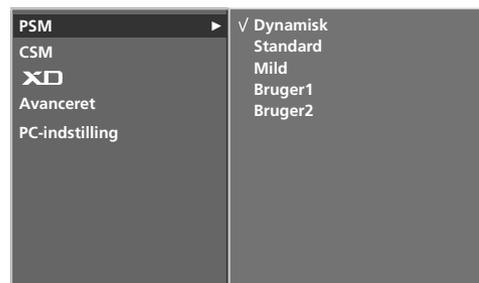 PSM ►
CSM
XD
Avanceret
PC-indstilling
√ Dynamisk
Standard
Mild
Bruger1
Bruger2